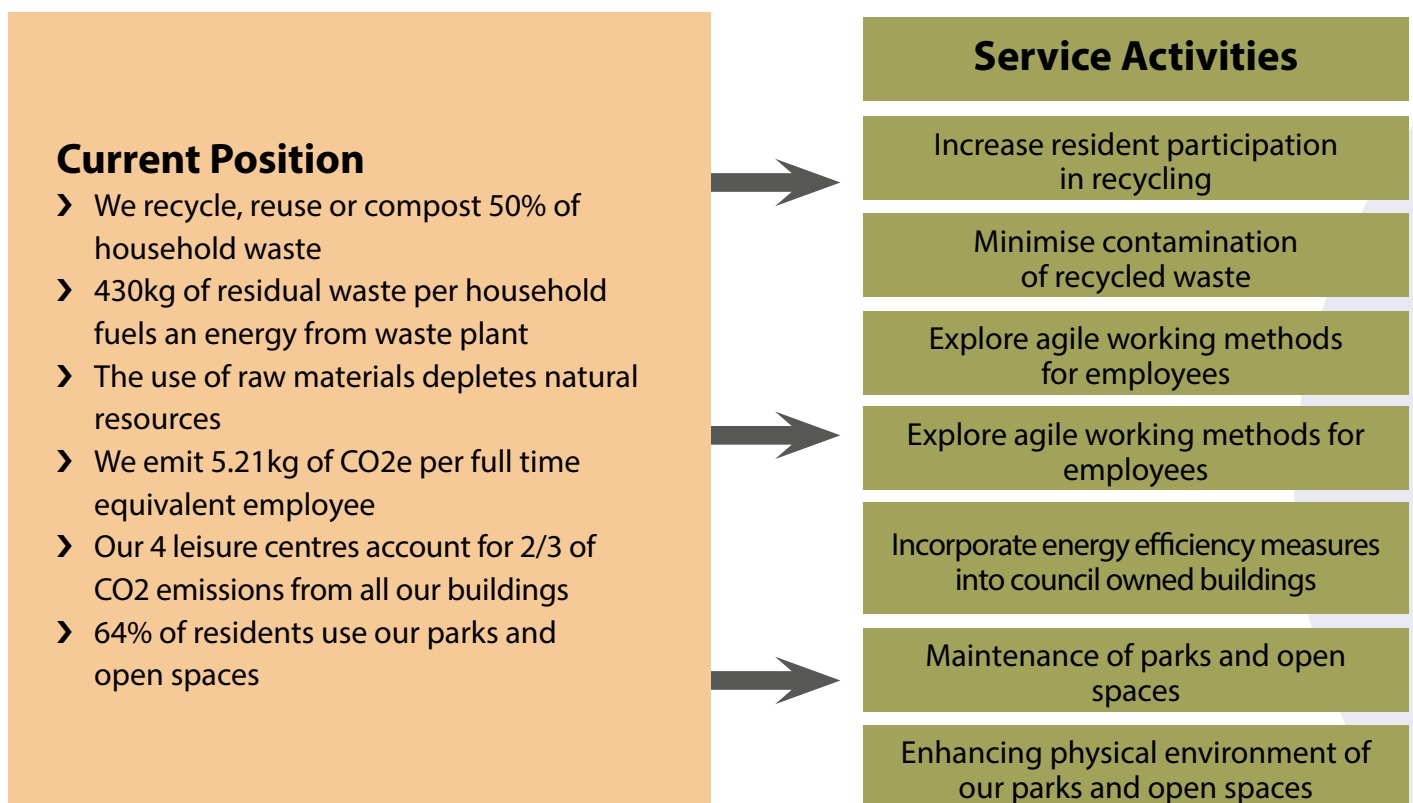 Current Position
❯ We recycle, reuse or compost 50% of
household waste
❯ 430kg of residual waste per household
fuels an energy from waste plant
❯ The use of raw materials depletes natural
resources
❯ We emit 5.21kg of CO2e per full time
equivalent employee
❯ Our 4 leisure centres account for 2/3 of
CO2 emissions from all our buildings
❯ 64% of residents use our parks and
open spaces
Service Activities
Increase resident participation
in recycling
Minimise contamination
of recycled waste
Explore agile working methods
for employees
Explore agile working methods for
employees
Incorporate energy efficiency measures
into council owned buildings
Maintenance of parks and open
spaces
Enhancing physical environment of
our parks and open spaces